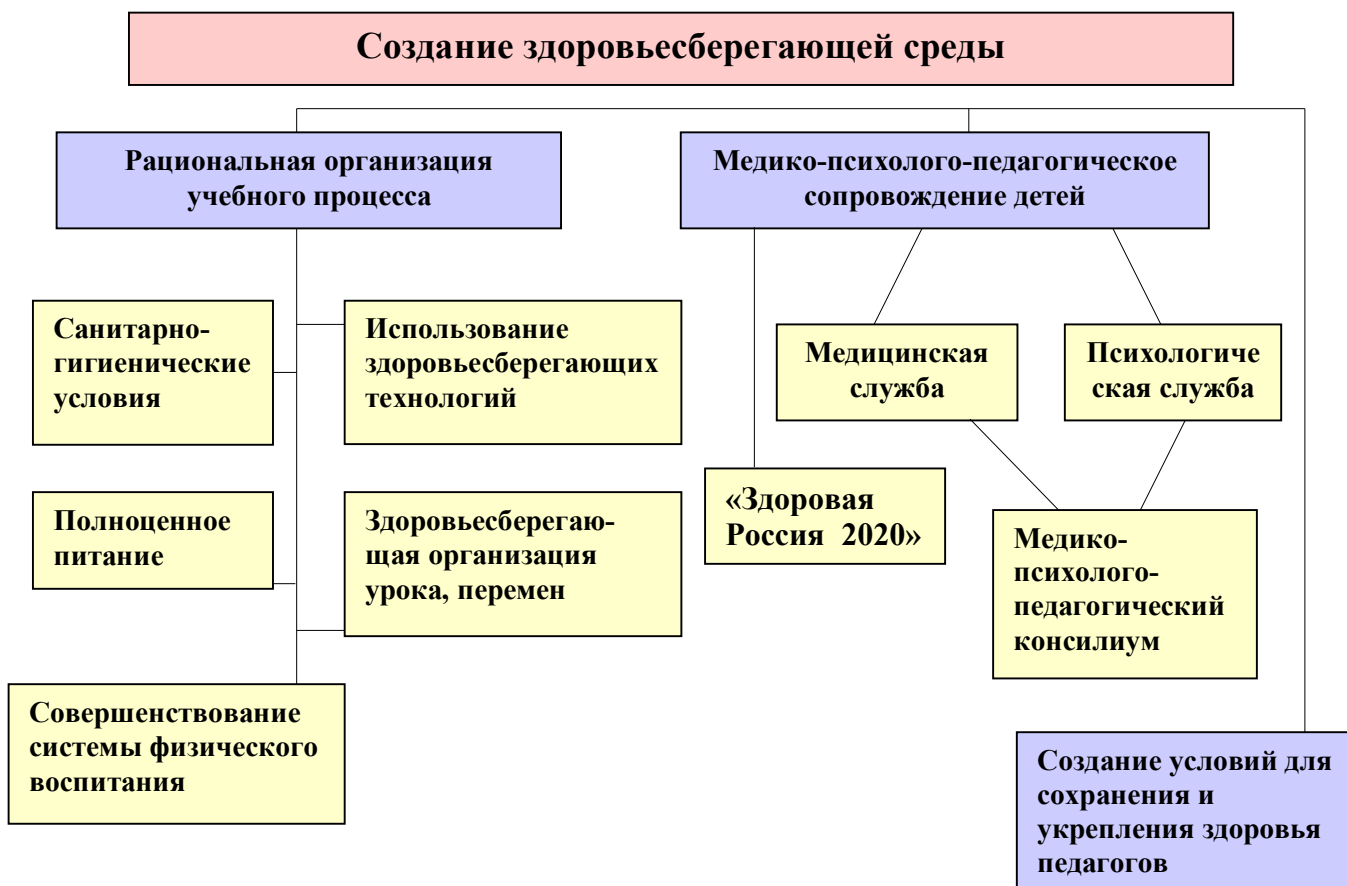 Создание здоровьесберегающей среды
Рациональная организация
учебного процесса
Медико-психолого-педагогическое
сопровождение детей
Санитарно-
гигиенические
условия
Использование
здоровьесберегающих
технологий
Медицинская
служба
Психологиче
ская служба
Полноценное
питание
Здоровьесберегаю-
щая организация
урока, перемен
«Здоровая
Россия  2020»
Медико-
психолого-
педагогический
консилиум
Совершенствование
системы физического
воспитания
Создание условий для
сохранения и
укрепления здоровья
педагогов